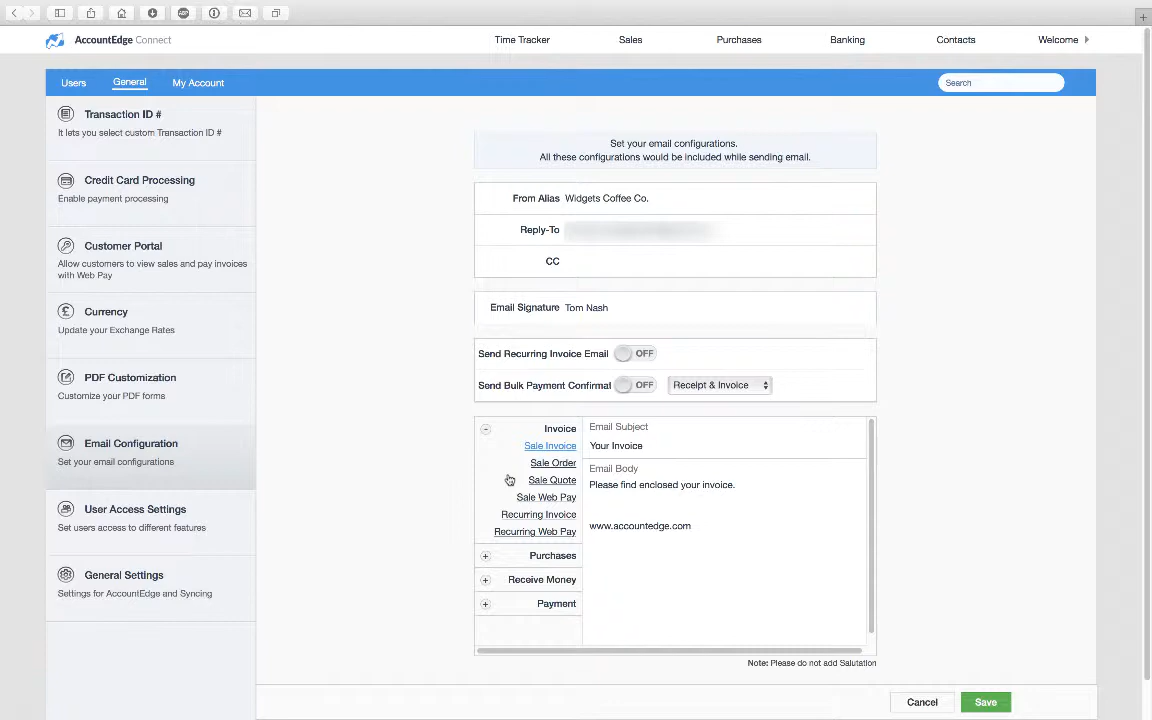 ABP
AccountEdge Connect
Time Tracker
Sales
Purchases
Banking
Contacts
Welcome
Users
General
My Account
Search
Transaction ID #
It lets you select custom Transaction ID #
Credit Card Processing
Enable payment processing
Customer Portal
Allow customers to view sales and pay invoices
with Web Pay
Currency
Update your Exchange Rates
PDF Customization
Customize your PDF forms
Email Configuration
Set your email configurations
User Access Settings
Set users access to different features
General Settings
Settings for AccountEdge and Syncing
Set your email configurations.
All these configurations would be included while sending email.
From Alias Widgets Coffee Co.
Reply-To
CC
Email Signature Tom Nash
Send Recurring Invoice Email OFF
Send Bulk Payment Confirmat OFF Receipt & Invoice
Invoice
Sale Invoice
Sale Order
Sale Quote
Sale Web Pay
Recurring Invoice
Recurring Web Pay
Purchases
Receive Money
Payment
Email Subject
Your Invoice
Email Body
Please find enclosed your invoice.
www.accountedge.com
Note: Please do not add Salutation
Cancel
Save